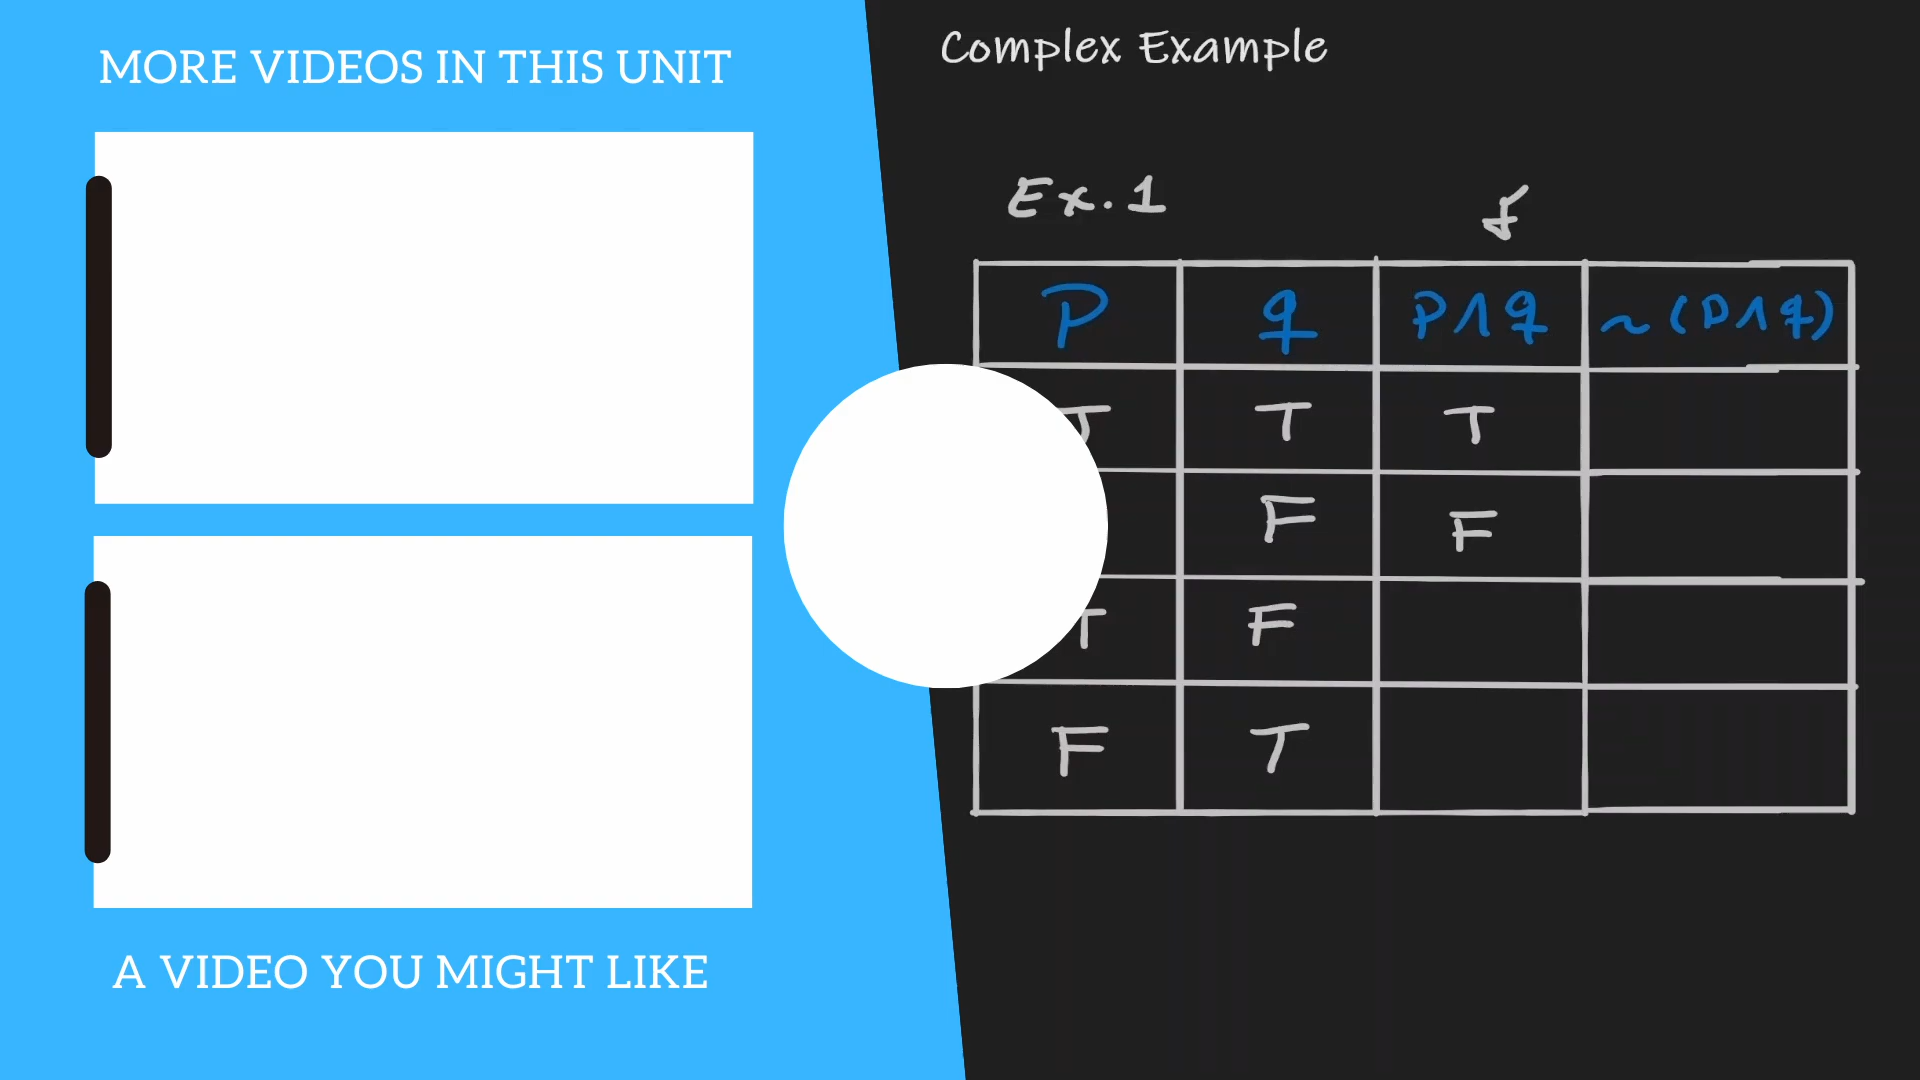 MORE VIDEOS IN THIS UNIT
A VIDEO YOU MIGHT LIKE
Complex Example
Ex. 1
P q P∧q ~(P∧q)
T T T
F F
T F
F T